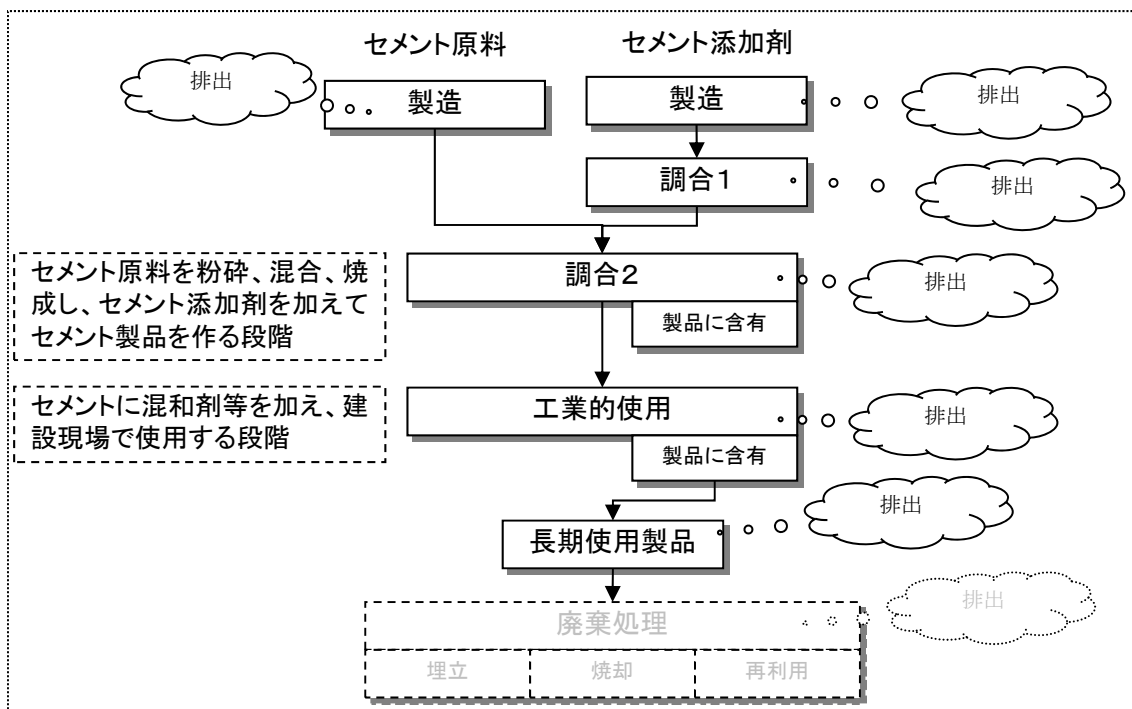 セメント原料
セメント添加剤
排出
製造
製造
排出
調合1
排出
セメント原料を粉砕、混合、焼
成し、セメント添加剤を加えて
セメント製品を作る段階
調合2
排出
製品に含有
セメントに混和剤等を加え、建
設現場で使用する段階
工業的使用
排出
製品に含有
長期使用製品
排出
廃棄処理
排出
埋立
焼却
再利用